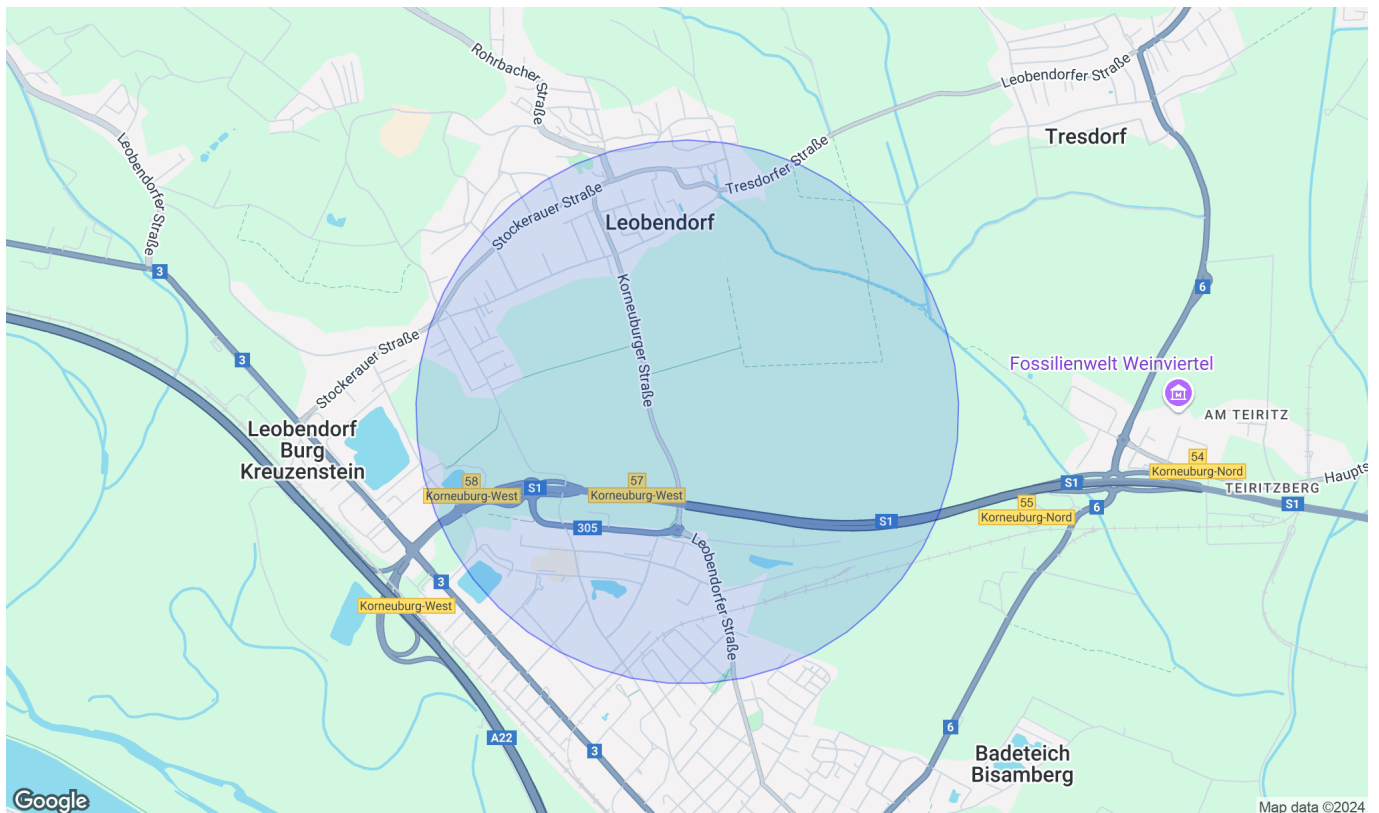 Rohrbacher Straße
Leobendorfer Straße
Tresdorf
Leobendorfer Straße
Tresdorfer Straße
Stockerauer Straße
Leobendorf
3
6
Korneuburger Straße
3
Stockerauer Straße
Fossilienwelt Weinviertel
AM TEIRITZ
Leobendorf
Burg
Kreuzenstein
54
Korneuburg-Nord
Haupts
58
Korneuburg-West
S1
57
Korneuburg-West
S1
TEIRITZBERG
55
Korneuburg-Nord
6
S1
S1
305
Leobendorfer Straße
3
Korneuburg-West
6
A22
3
Badeteich
Bisamberg
Google
Map data ©2024